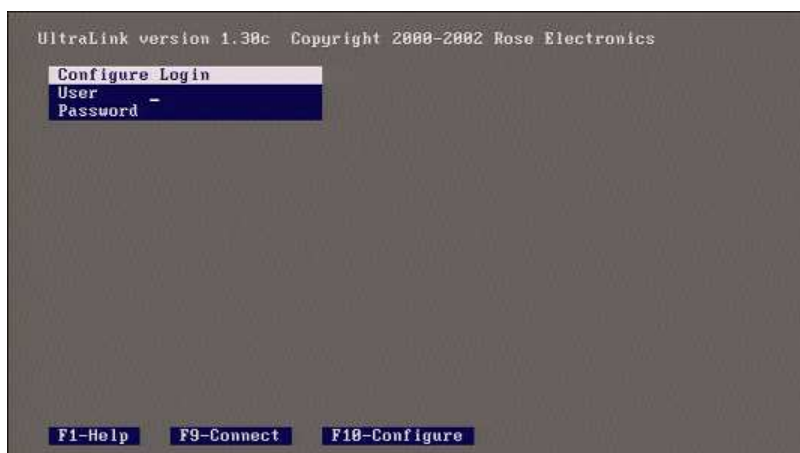 UltraLink version 1.30c Copyright 2000-2002 Rose Electronics
Configure Login
User _
Password
F1-Help F9-Connect F10-Configure